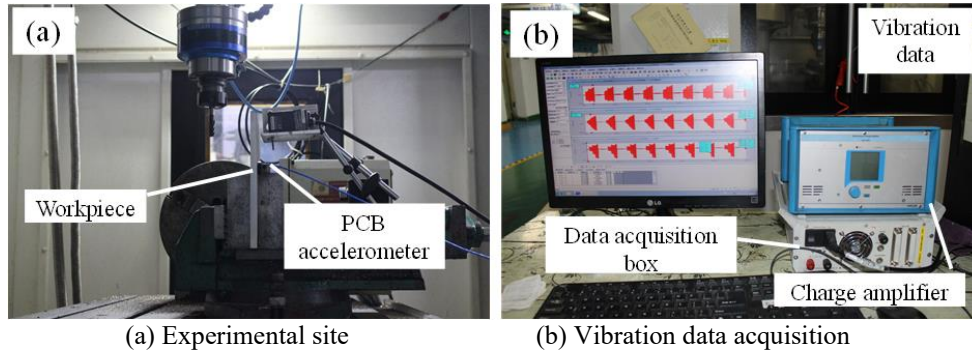 (a)
Workpiece
PCB
accelerometer
(b)
Vibration
data
LG
Data acquisition
box
Charge amplifier
(a) Experimental site
(b) Vibration data acquisition